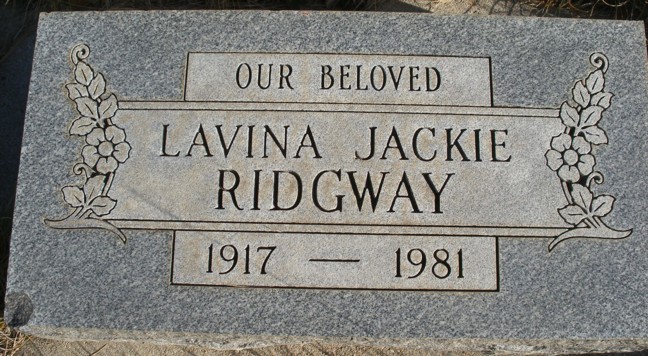 OUR BELOVED
LAVINA JACKIE
RIDGWAY
1917 — 1981